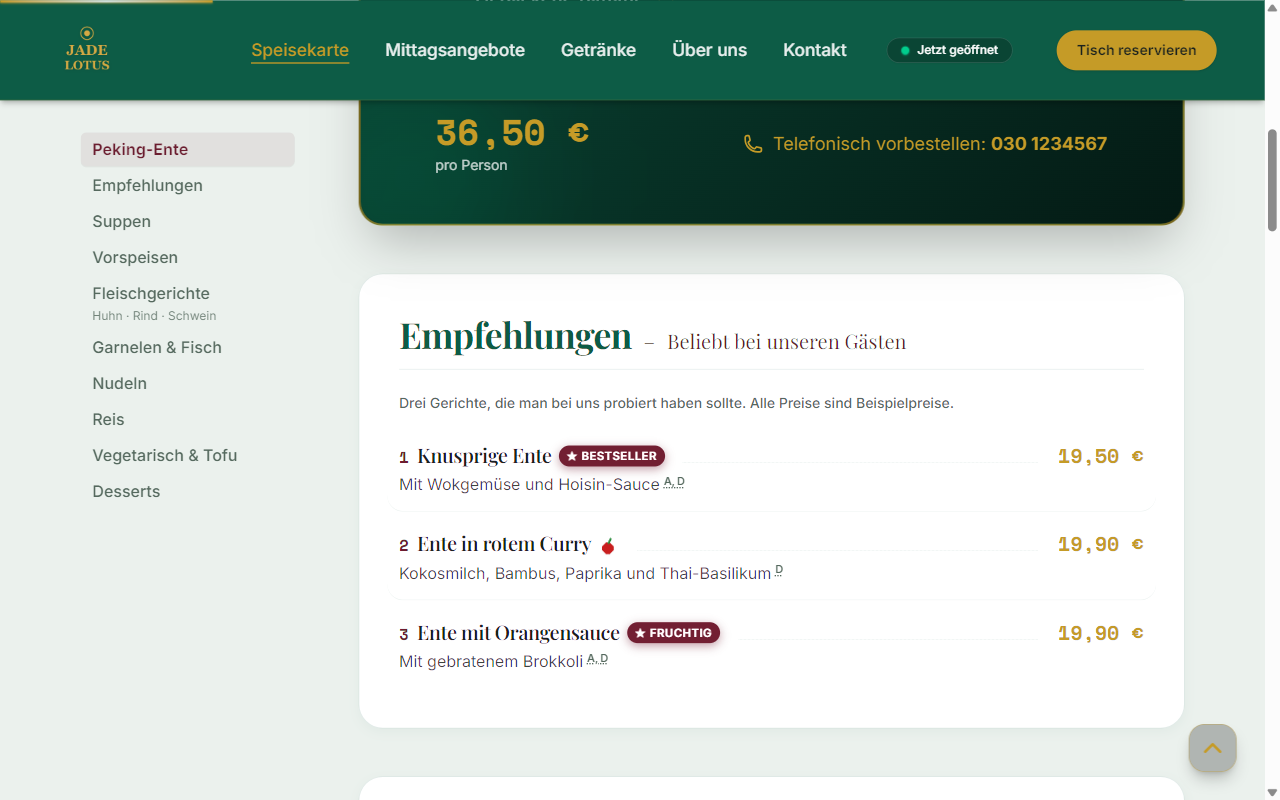 JADE
LOTUS
Speisekarte
Mittagsangebote
Getränke
Über uns
Kontakt
Jetzt geöffnet
Tisch reservieren
Peking-Ente
Empfehlungen
Suppen
Vorspeisen
Fleischgerichte
Huhn · Rind · Schwein
Garnelen & Fisch
Nudeln
Reis
Vegetarisch & Tofu
Desserts
36,50 €
pro Person
Telefonisch vorbestellen: 030 1234567
Empfehlungen – Beliebt bei unseren Gästen
Drei Gerichte, die man bei uns probiert haben sollte. Alle Preise sind Beispielpreise.
1 Knusprige Ente ★ BESTSELLER 19,50 €
Mit Wokgemüse und Hoisin-Sauce A, D
2 Ente in rotem Curry 19,90 €
Kokosmilch, Bambus, Paprika und Thai-Basilikum D
3 Ente mit Orangensauce ★ FRUCHTIG 19,90 €
Mit gebratenem Brokkoli A, D